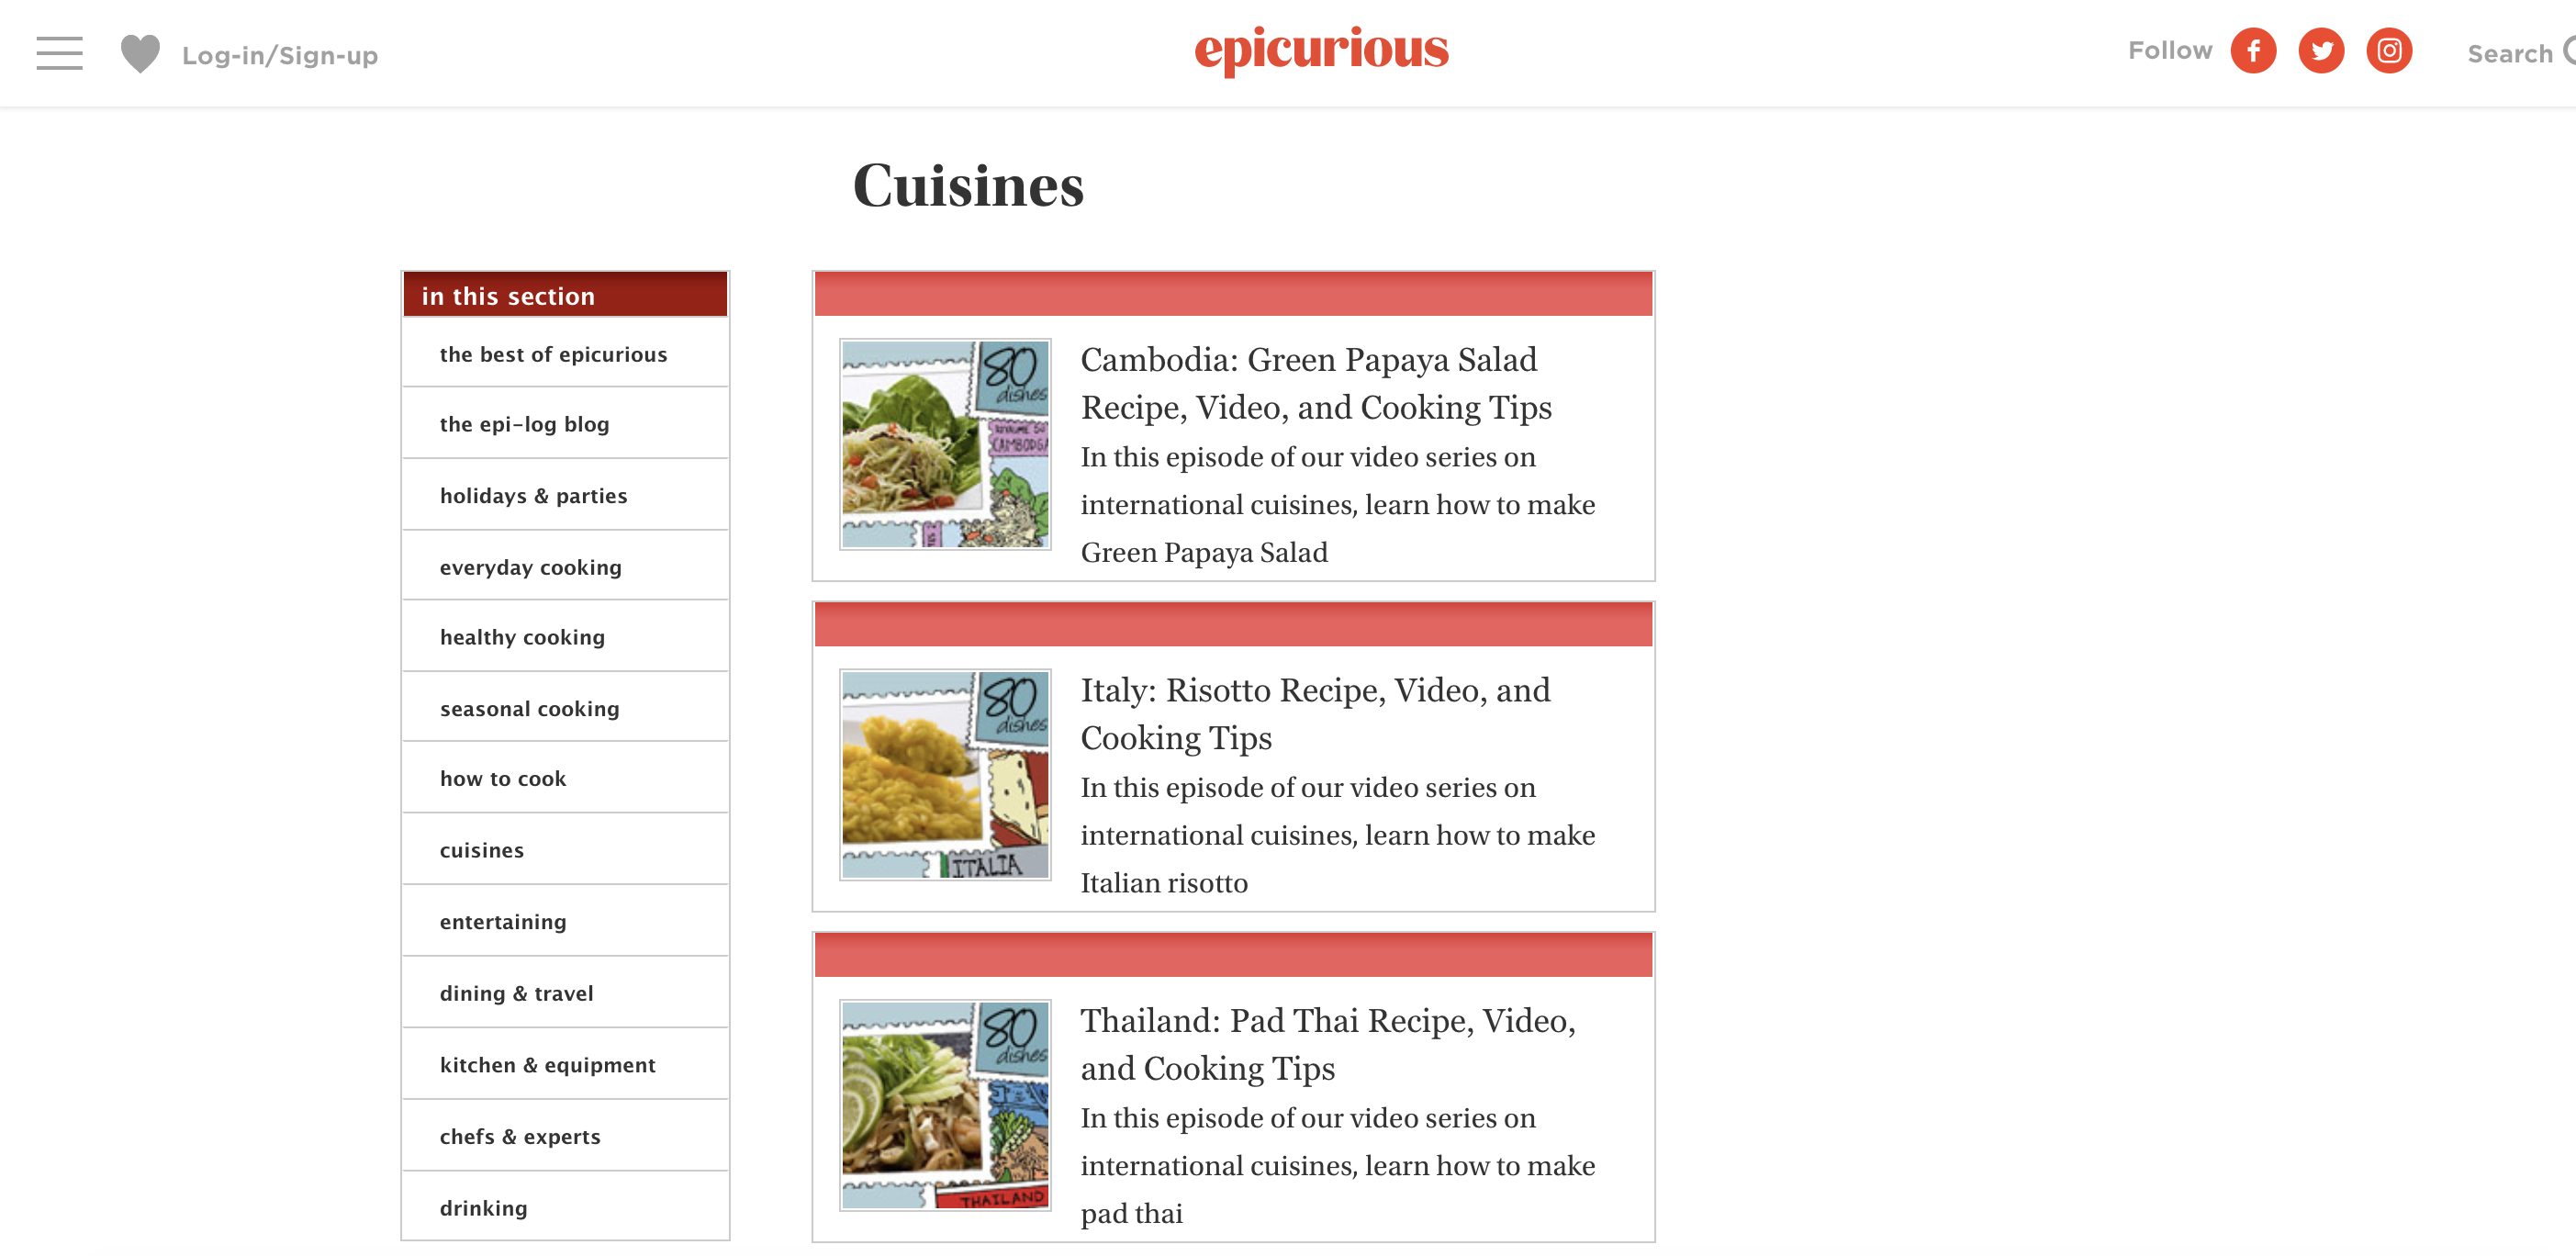 Log-in/Sign-up
epicurious
Follow
Search
Cuisines
in this section
the best of epicurious
the epi-log blog
holidays & parties
everyday cooking
healthy cooking
seasonal cooking
how to cook
cuisines
entertaining
dining & travel
kitchen & equipment
chefs & experts
drinking
80
dishes
CAMBODGE
Cambodia: Green Papaya Salad
Recipe, Video, and Cooking Tips
In this episode of our video series on
international cuisines, learn how to make
Green Papaya Salad
80
dishes
ITALIA
Italy: Risotto Recipe, Video, and
Cooking Tips
In this episode of our video series on
international cuisines, learn how to make
Italian risotto
80
dishes
THAILAND
Thailand: Pad Thai Recipe, Video,
and Cooking Tips
In this episode of our video series on
international cuisines, learn how to make
pad thai